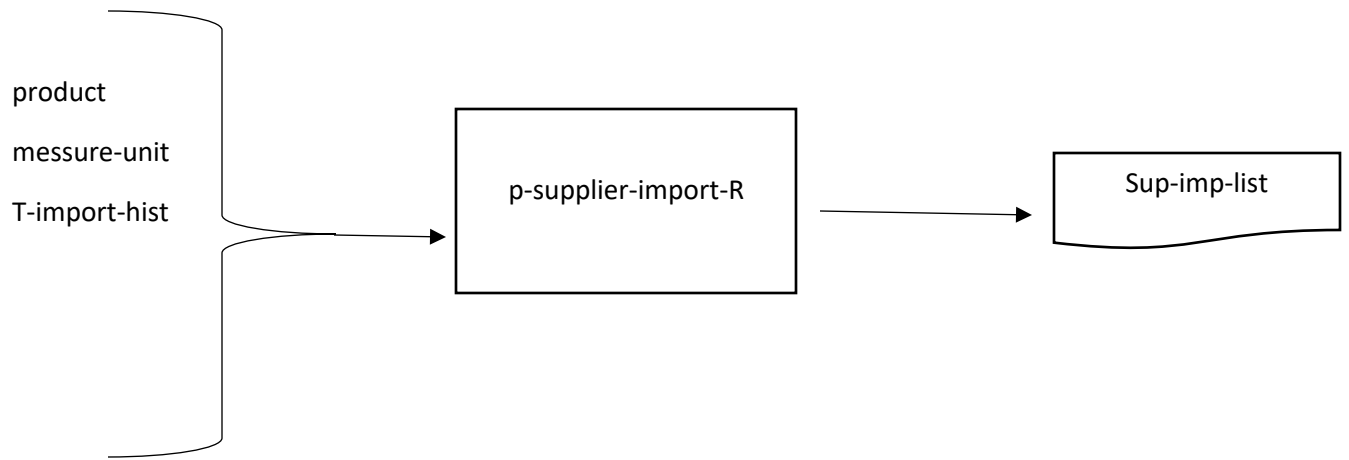 product
messure-unit
T-import-hist
p-supplier-import-R
Sup-imp-list